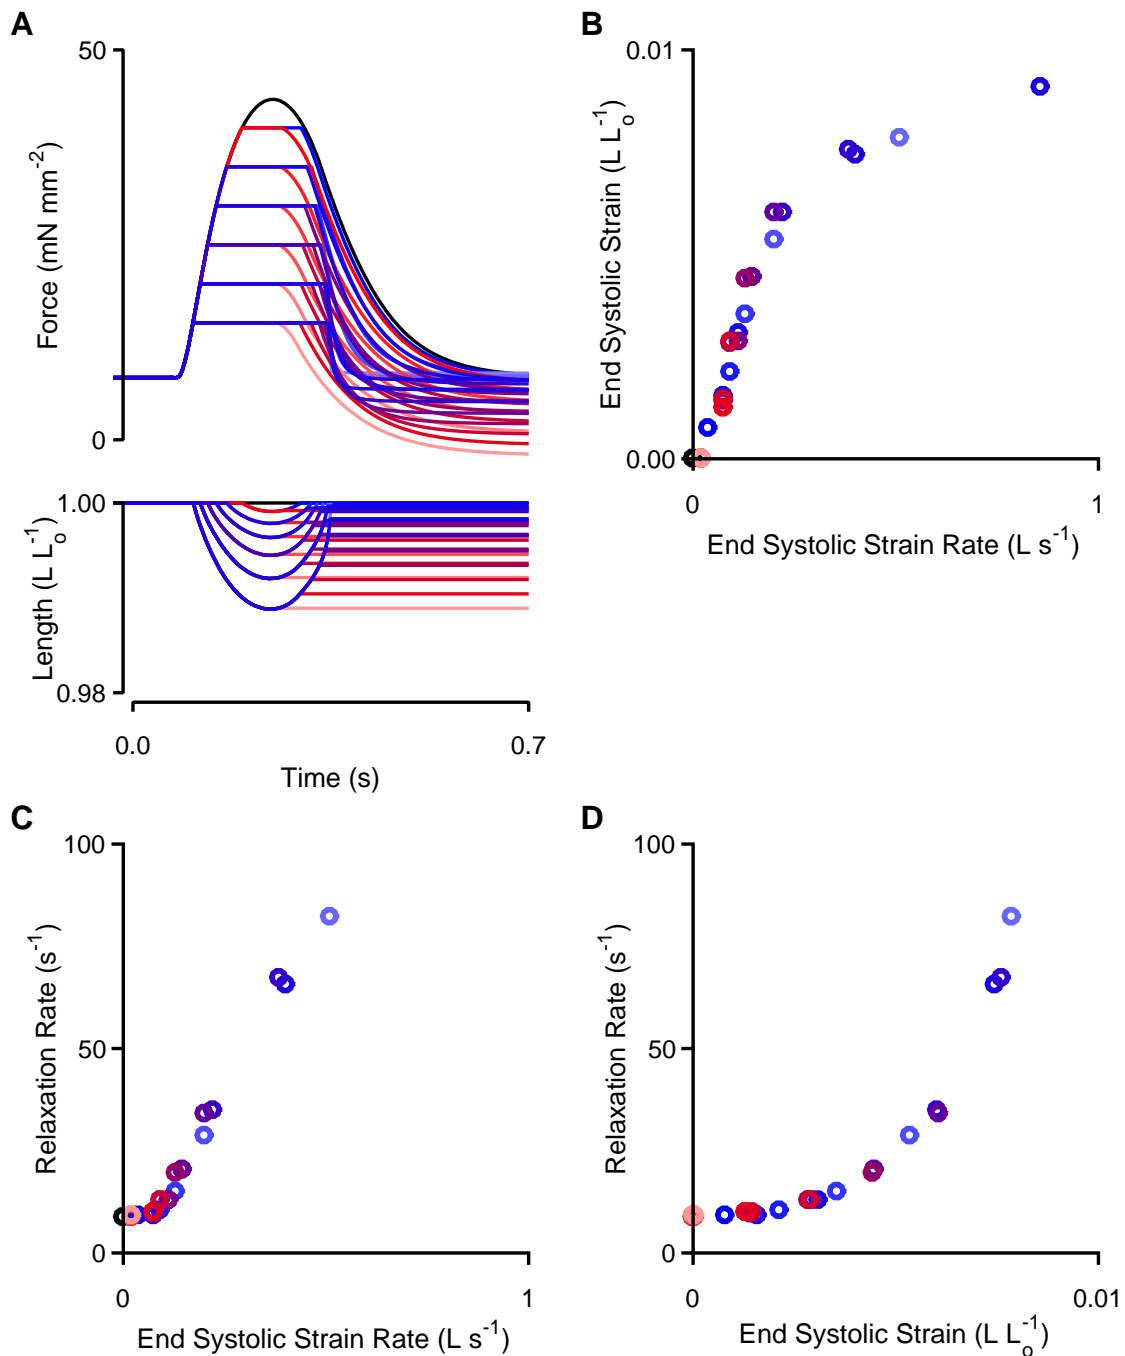 A
50
Force (mN mm⁻²)
0
1.00
Length (L Lₒ⁻¹)
0.98
0.0
0.7
Time (s)
B
0.01
End Systolic Strain (L Lₒ⁻¹)
0.00
0
1
End Systolic Strain Rate (L s⁻¹)
C
100
Relaxation Rate (s⁻¹)
50
0
0
1
End Systolic Strain Rate (L s⁻¹)
D
100
Relaxation Rate (s⁻¹)
50
0
0
0.01
End Systolic Strain (L Lₒ⁻¹)